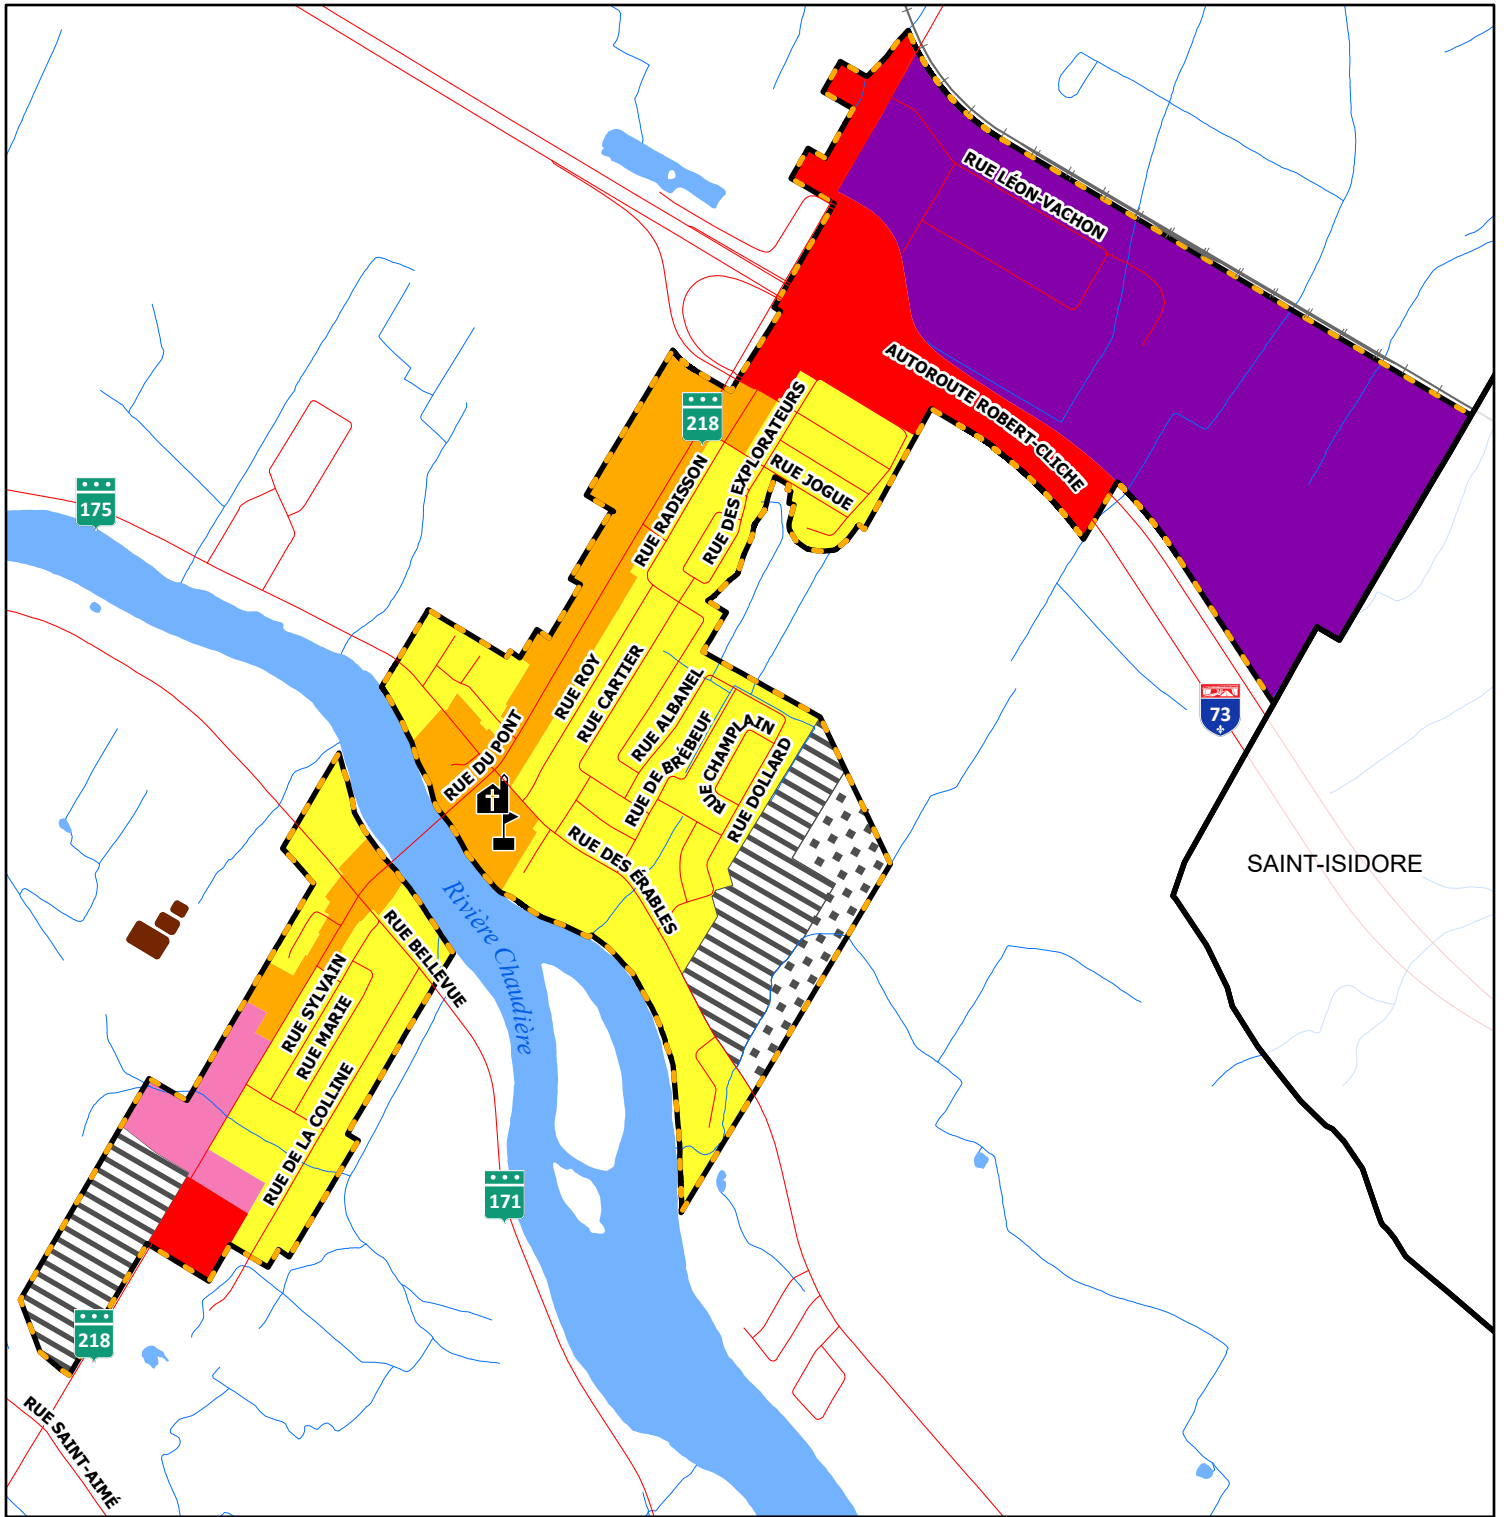 RUE LÉON-VACHON
AUTOROUTE ROBERT-CLICHE
218
RUE DES EXPLORATEURS
RUE JOGUE
RUE RADISSON
175
RUE ROY
RUE CARTIER
RUE ALBANEL
RUE DE BRÉBEUF
RUE CHAMPLAIN
RUE DOLLARD
73
RUE DU PONT
RUE DES ÉRABLES
SAINT-ISIDORE
Rivière Chaudière
RUE BELLEVUE
RUE SYLVAIN
RUE MARIE
RUE DE LA COLLINE
171
218
RUE SAINT-AIMÉ